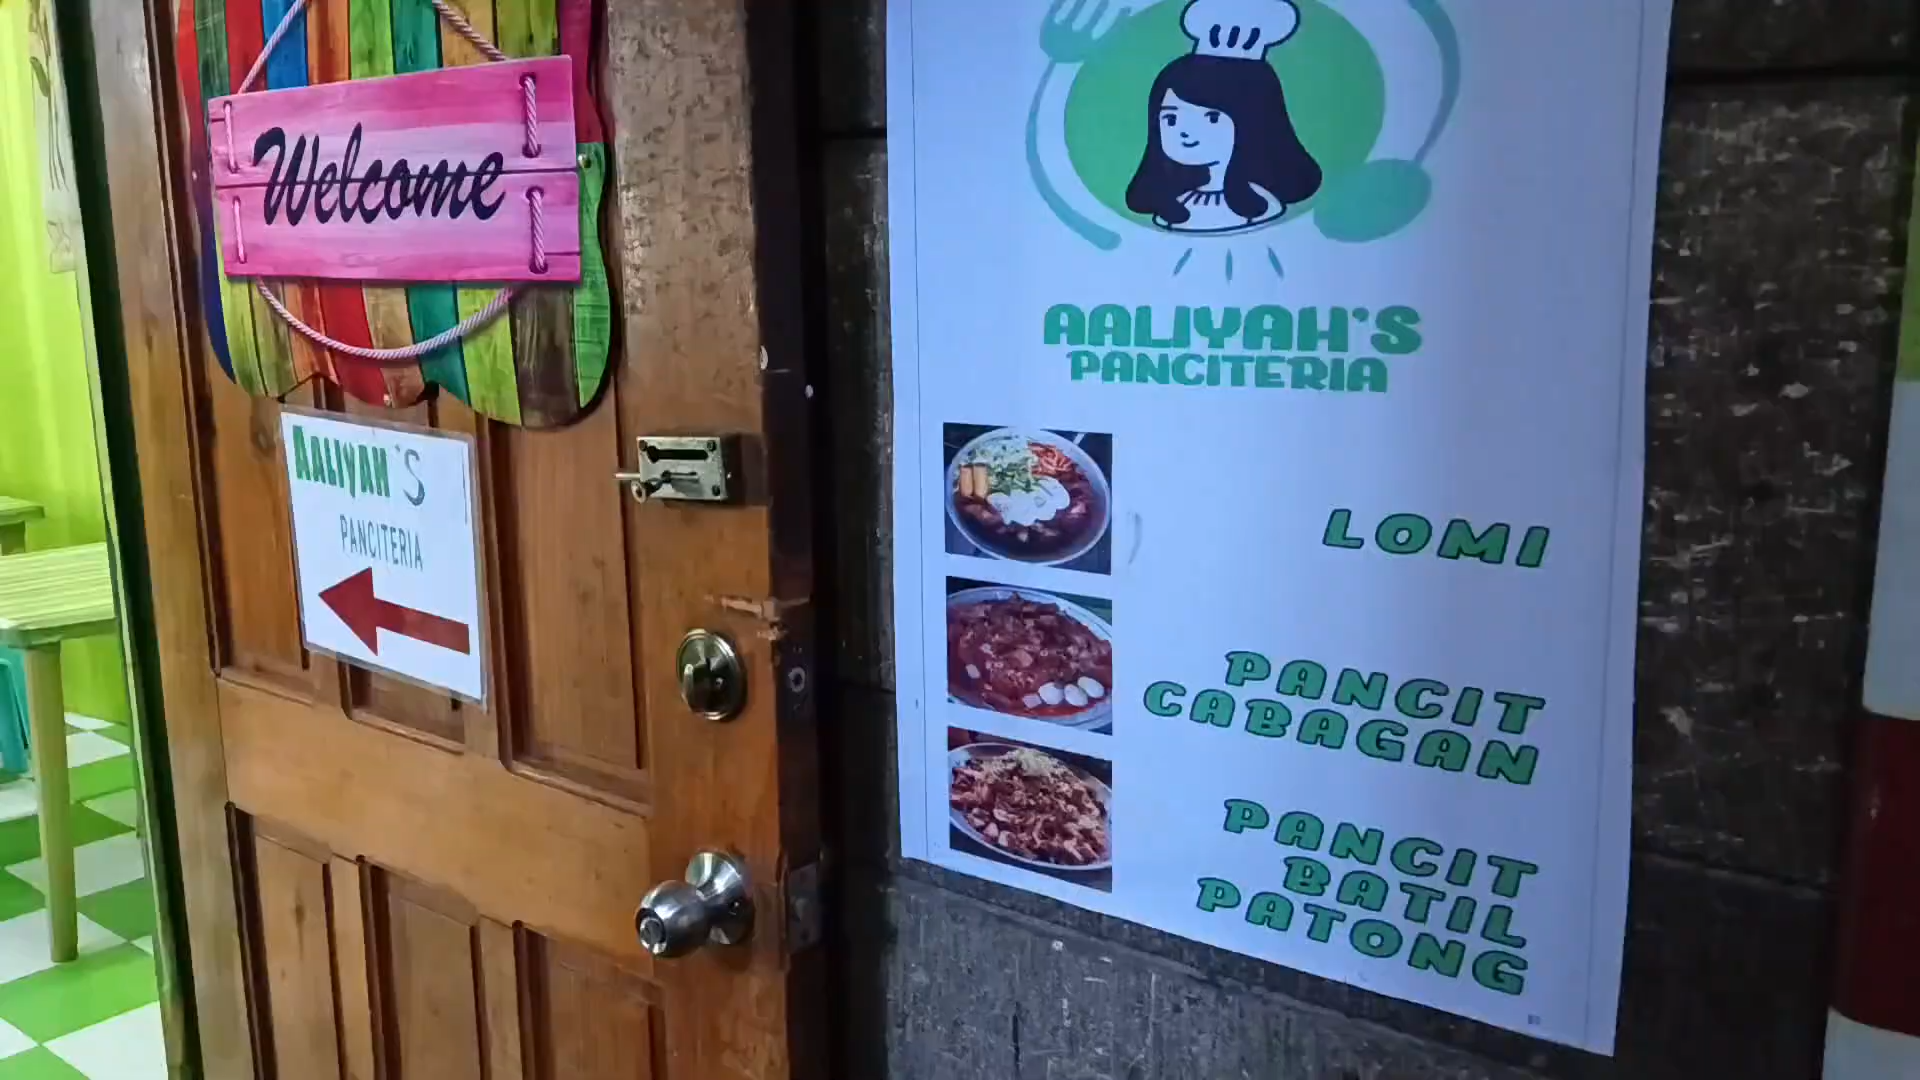 Welcome
AALIYAH'S
PANCITERIA
AALIYAH'S
PANCITERIA
LOMI
PANCIT
CABAGAN
PANCIT
BATIL
PATONG